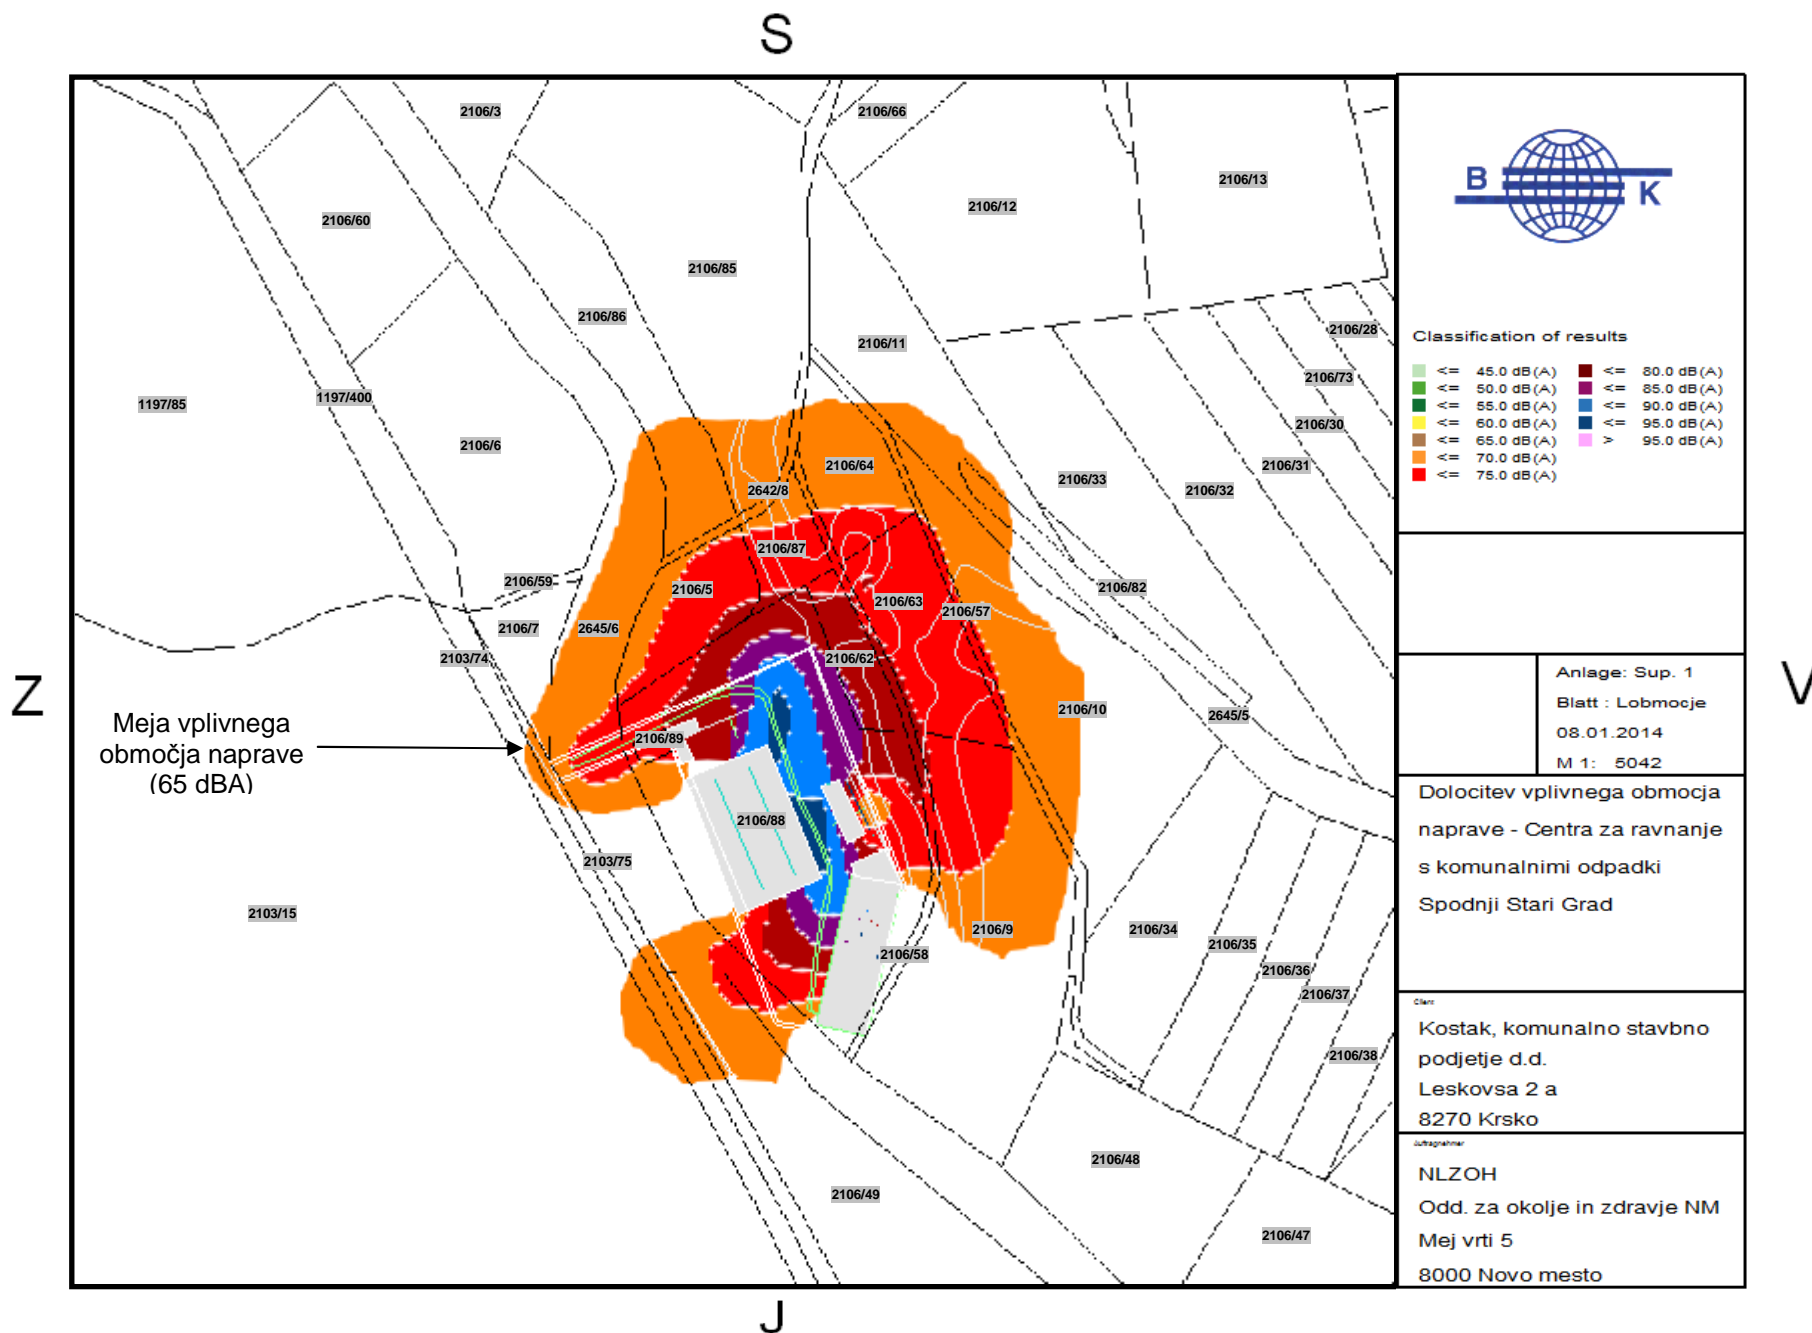 S
2106/3
2106/66
2106/13
2106/12
2106/60
2106/85
2106/86
2106/28
2106/11
2106/73
1197/85
1197/400
2106/30
2106/6
2106/64
2106/31
2106/33
2642/8
2106/32
2106/87
2106/59
2106/5
2106/82
2106/63
2106/57
2106/7
2645/6
2103/74
2106/62
Z
V
Meja vplivnega
območja naprave
(65 dBA)
2106/10
2645/5
2106/89
2106/88
2103/75
2103/15
2106/9
2106/34
2106/35
2106/58
2106/36
2106/37
2106/38
2106/48
2106/49
2106/47
J
B K
Classification of results
<= 45.0 dB(A)
<= 50.0 dB(A)
<= 55.0 dB(A)
<= 60.0 dB(A)
<= 65.0 dB(A)
<= 70.0 dB(A)
<= 75.0 dB(A)
<= 80.0 dB(A)
<= 85.0 dB(A)
<= 90.0 dB(A)
<= 95.0 dB(A)
> 95.0 dB(A)
Anlage: Sup. 1
Blatt : Lobmocje
08.01.2014
M 1: 5042
Dolocitev vplivnega obmocja
naprave - Centra za ravnanje
s komunalnimi odpadki
Spodnji Stari Grad
Client
Kostak, komunalno stavbno
podjetje d.d.
Leskovsa 2 a
8270 Krsko
Auftragnehmer
NLZOH
Odd. za okolje in zdravje NM
Mej vrti 5
8000 Novo mesto